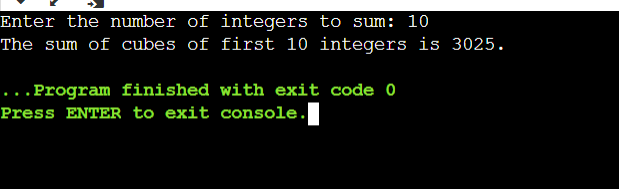 Enter the number of integers to sum: 10
The sum of cubes of first 10 integers is 3025.
...Program finished with exit code 0
Press ENTER to exit console.